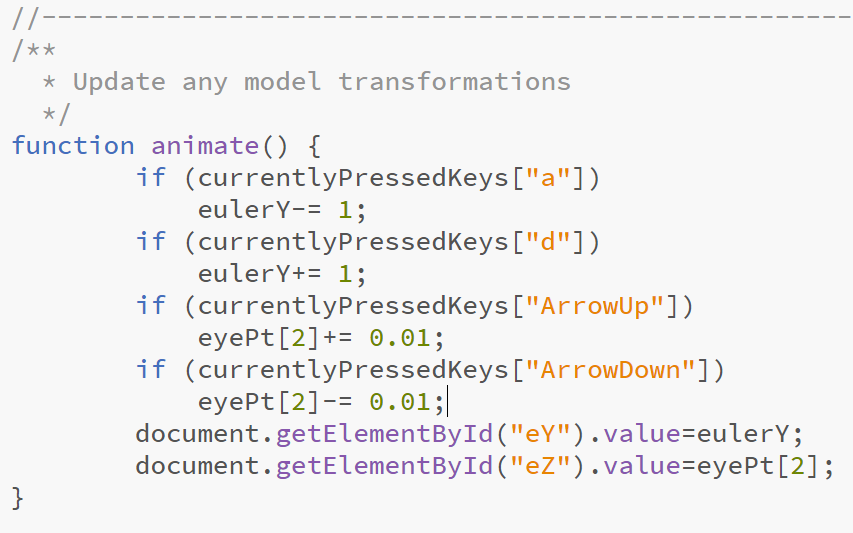 //----------------------------------------------------
/**
  * Update any model transformations
  */
function animate() {
        if (currentlyPressedKeys["a"])
            eulerY-= 1;
        if (currentlyPressedKeys["d"])
            eulerY+= 1;
        if (currentlyPressedKeys["ArrowUp"])
            eyePt[2]+= 0.01;
        if (currentlyPressedKeys["ArrowDown"])
            eyePt[2]-= 0.01;
        document.getElementById("eY").value=eulerY;
        document.getElementById("eZ").value=eyePt[2];
}